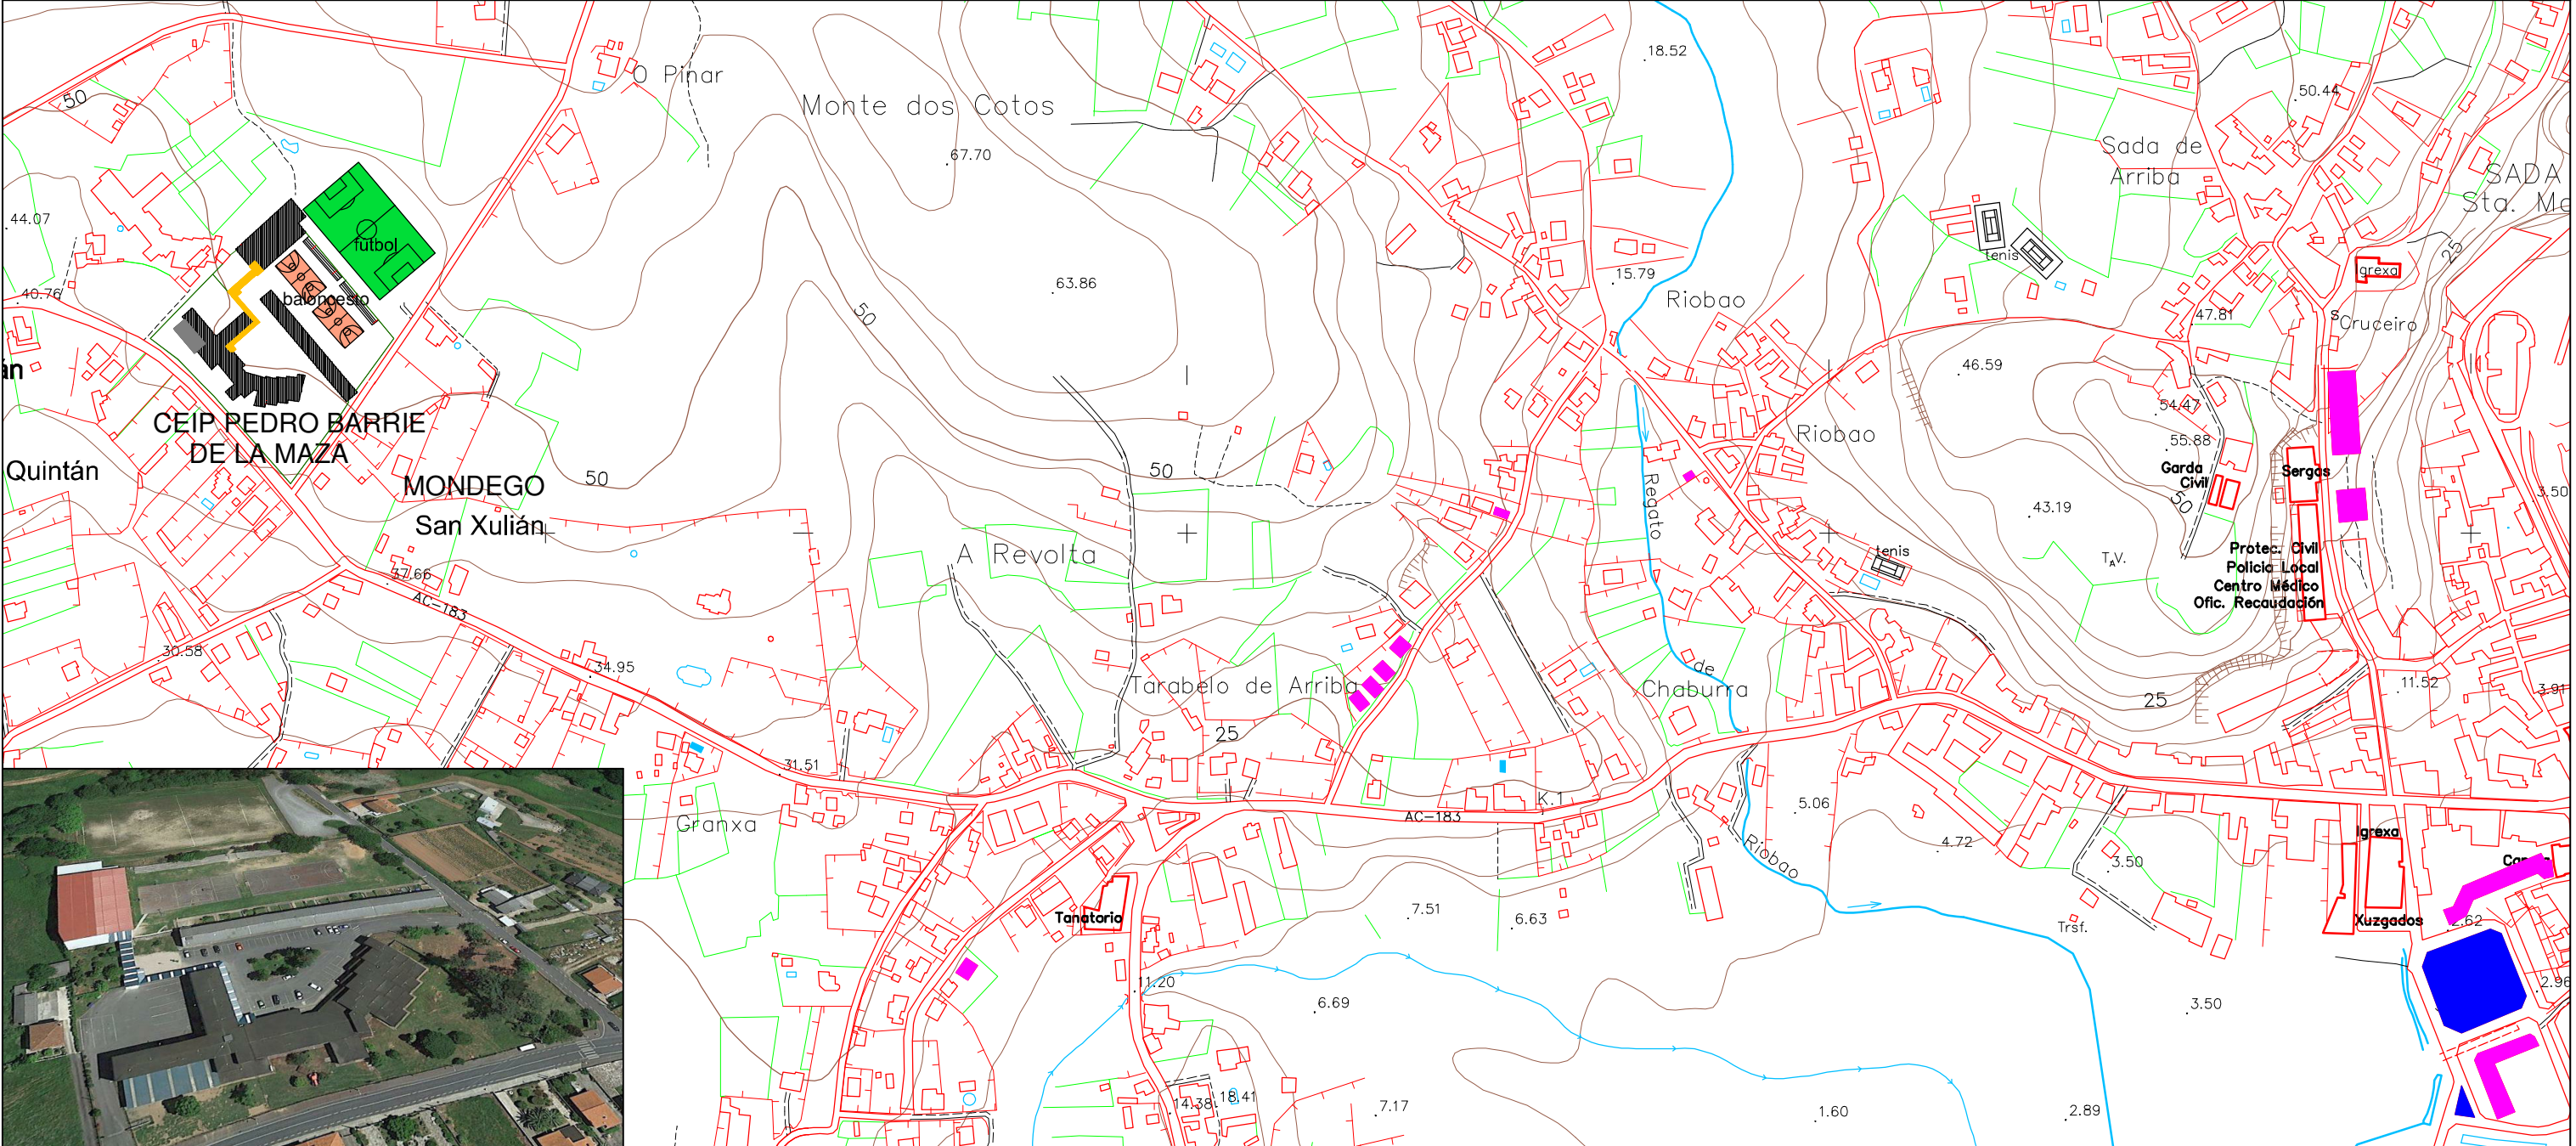 O Pinar
50
Monte dos Cotos
67.70
18.52
50.44
Sada de
Arriba
SADA
44.07
fútbol
tenis
Igrexa
25
40.76
baloncesto
63.86
50
15.79
Riobao
47.81
Cruceiro
46.59
CEIP PEDRO BARRIE
DE LA MAZA
54.47
Riobao
55.88
Quintán
MONDEGO
San Xulián
50
50
Garda
Civil
50
Sergas
3.50
43.19
Regato
A Revolta
tenis
T.V.
Protec. Civil
Policia Local
Centro Médico
Ofic. Recaudación
37.66
AC-183
30.58
34.95
Tarabelo de Arriba
de
Chaburra
25
11.52
3.91
25
31.51
K.1
AC-183
5.06
Granxa
4.72
Riobao
3.50
Igrexa
Tanatorio
7.51
6.63
Trsf.
Xuzgados
2.62
11.20
6.69
3.50
2.96
14.38
18.41
7.17
1.60
2.89